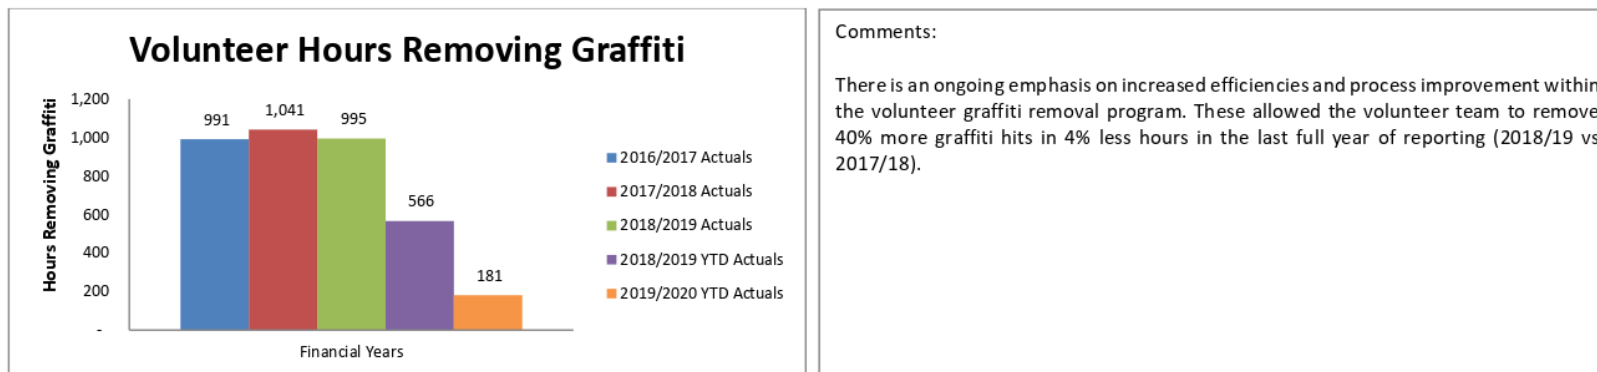 Volunteer Hours Removing Graffiti
Hours Removing Graffiti
1,200
1,000
800
600
400
200
-
991
1,041
995
566
181
Financial Years
2016/2017 Actuals
2017/2018 Actuals
2018/2019 Actuals
2018/2019 YTD Actuals
2019/2020 YTD Actuals
Comments:
There is an ongoing emphasis on increased efficiencies and process improvement within
the volunteer graffiti removal program. These allowed the volunteer team to remove
40% more graffiti hits in 4% less hours in the last full year of reporting (2018/19 vs
2017/18).